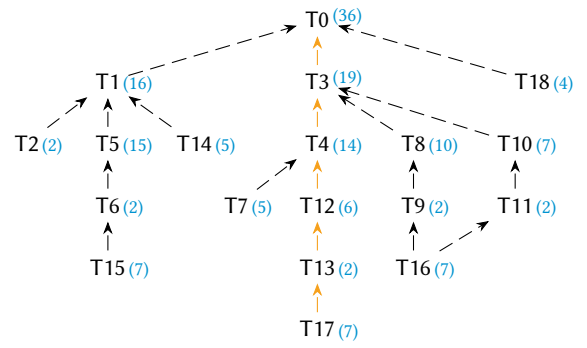 T0 (36)
T1 (16) T3 (19) T18 (4)
T2 (2) T5 (15) T14 (5) T4 (14) T8 (10) T10 (7)
T6 (2) T7 (5) T12 (6) T9 (2) T11 (2)
T15 (7) T13 (2) T16 (7)
T17 (7)